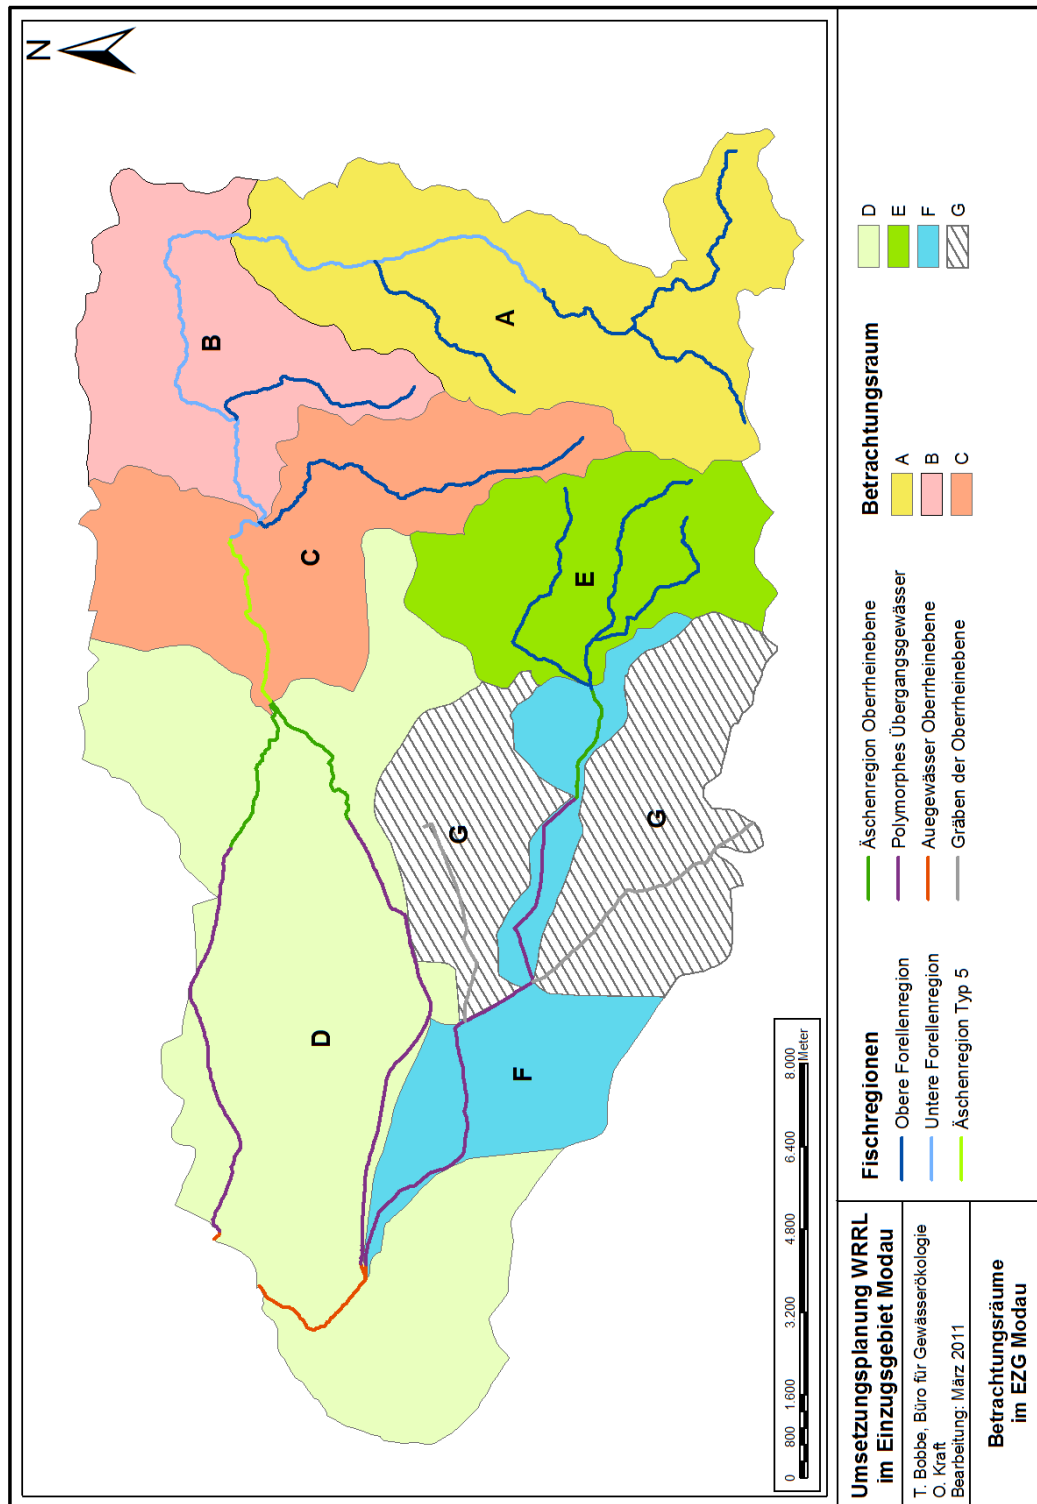 N
B
A
C
E
D
G
G
F
0 800 1.600 3.200 4.800 6.400 8.000
Meter
Umsetzungsplanung WRRL
im Einzugsgebiet Modau
T. Bobbe, Büro für Gewässerökologie
O. Kraft
Bearbeitung: März 2011
Betrachtungsräume
im EZG Modau
Fischregionen
Obere Forellenregion
Untere Forellenregion
Äschenregion Typ 5
Äschenregion Oberrheinebene
Polymorphes Übergangsgewässer
Auegewässer Oberrheinebene
Gräben der Oberrheinebene
Betrachtungsraum
A
B
C
D
E
F
G